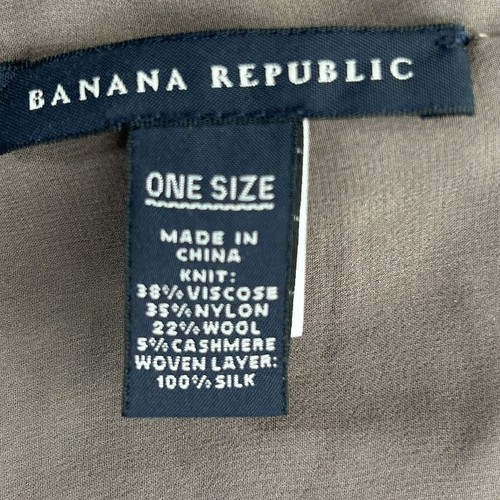 BANANA REPUBLIC
ONE SIZE
MADE IN
CHINA
KNIT:
38% VISCOSE
35% NYLON
22% WOOL
5% CASHMERE
WOVEN LAYER:
100% SILK